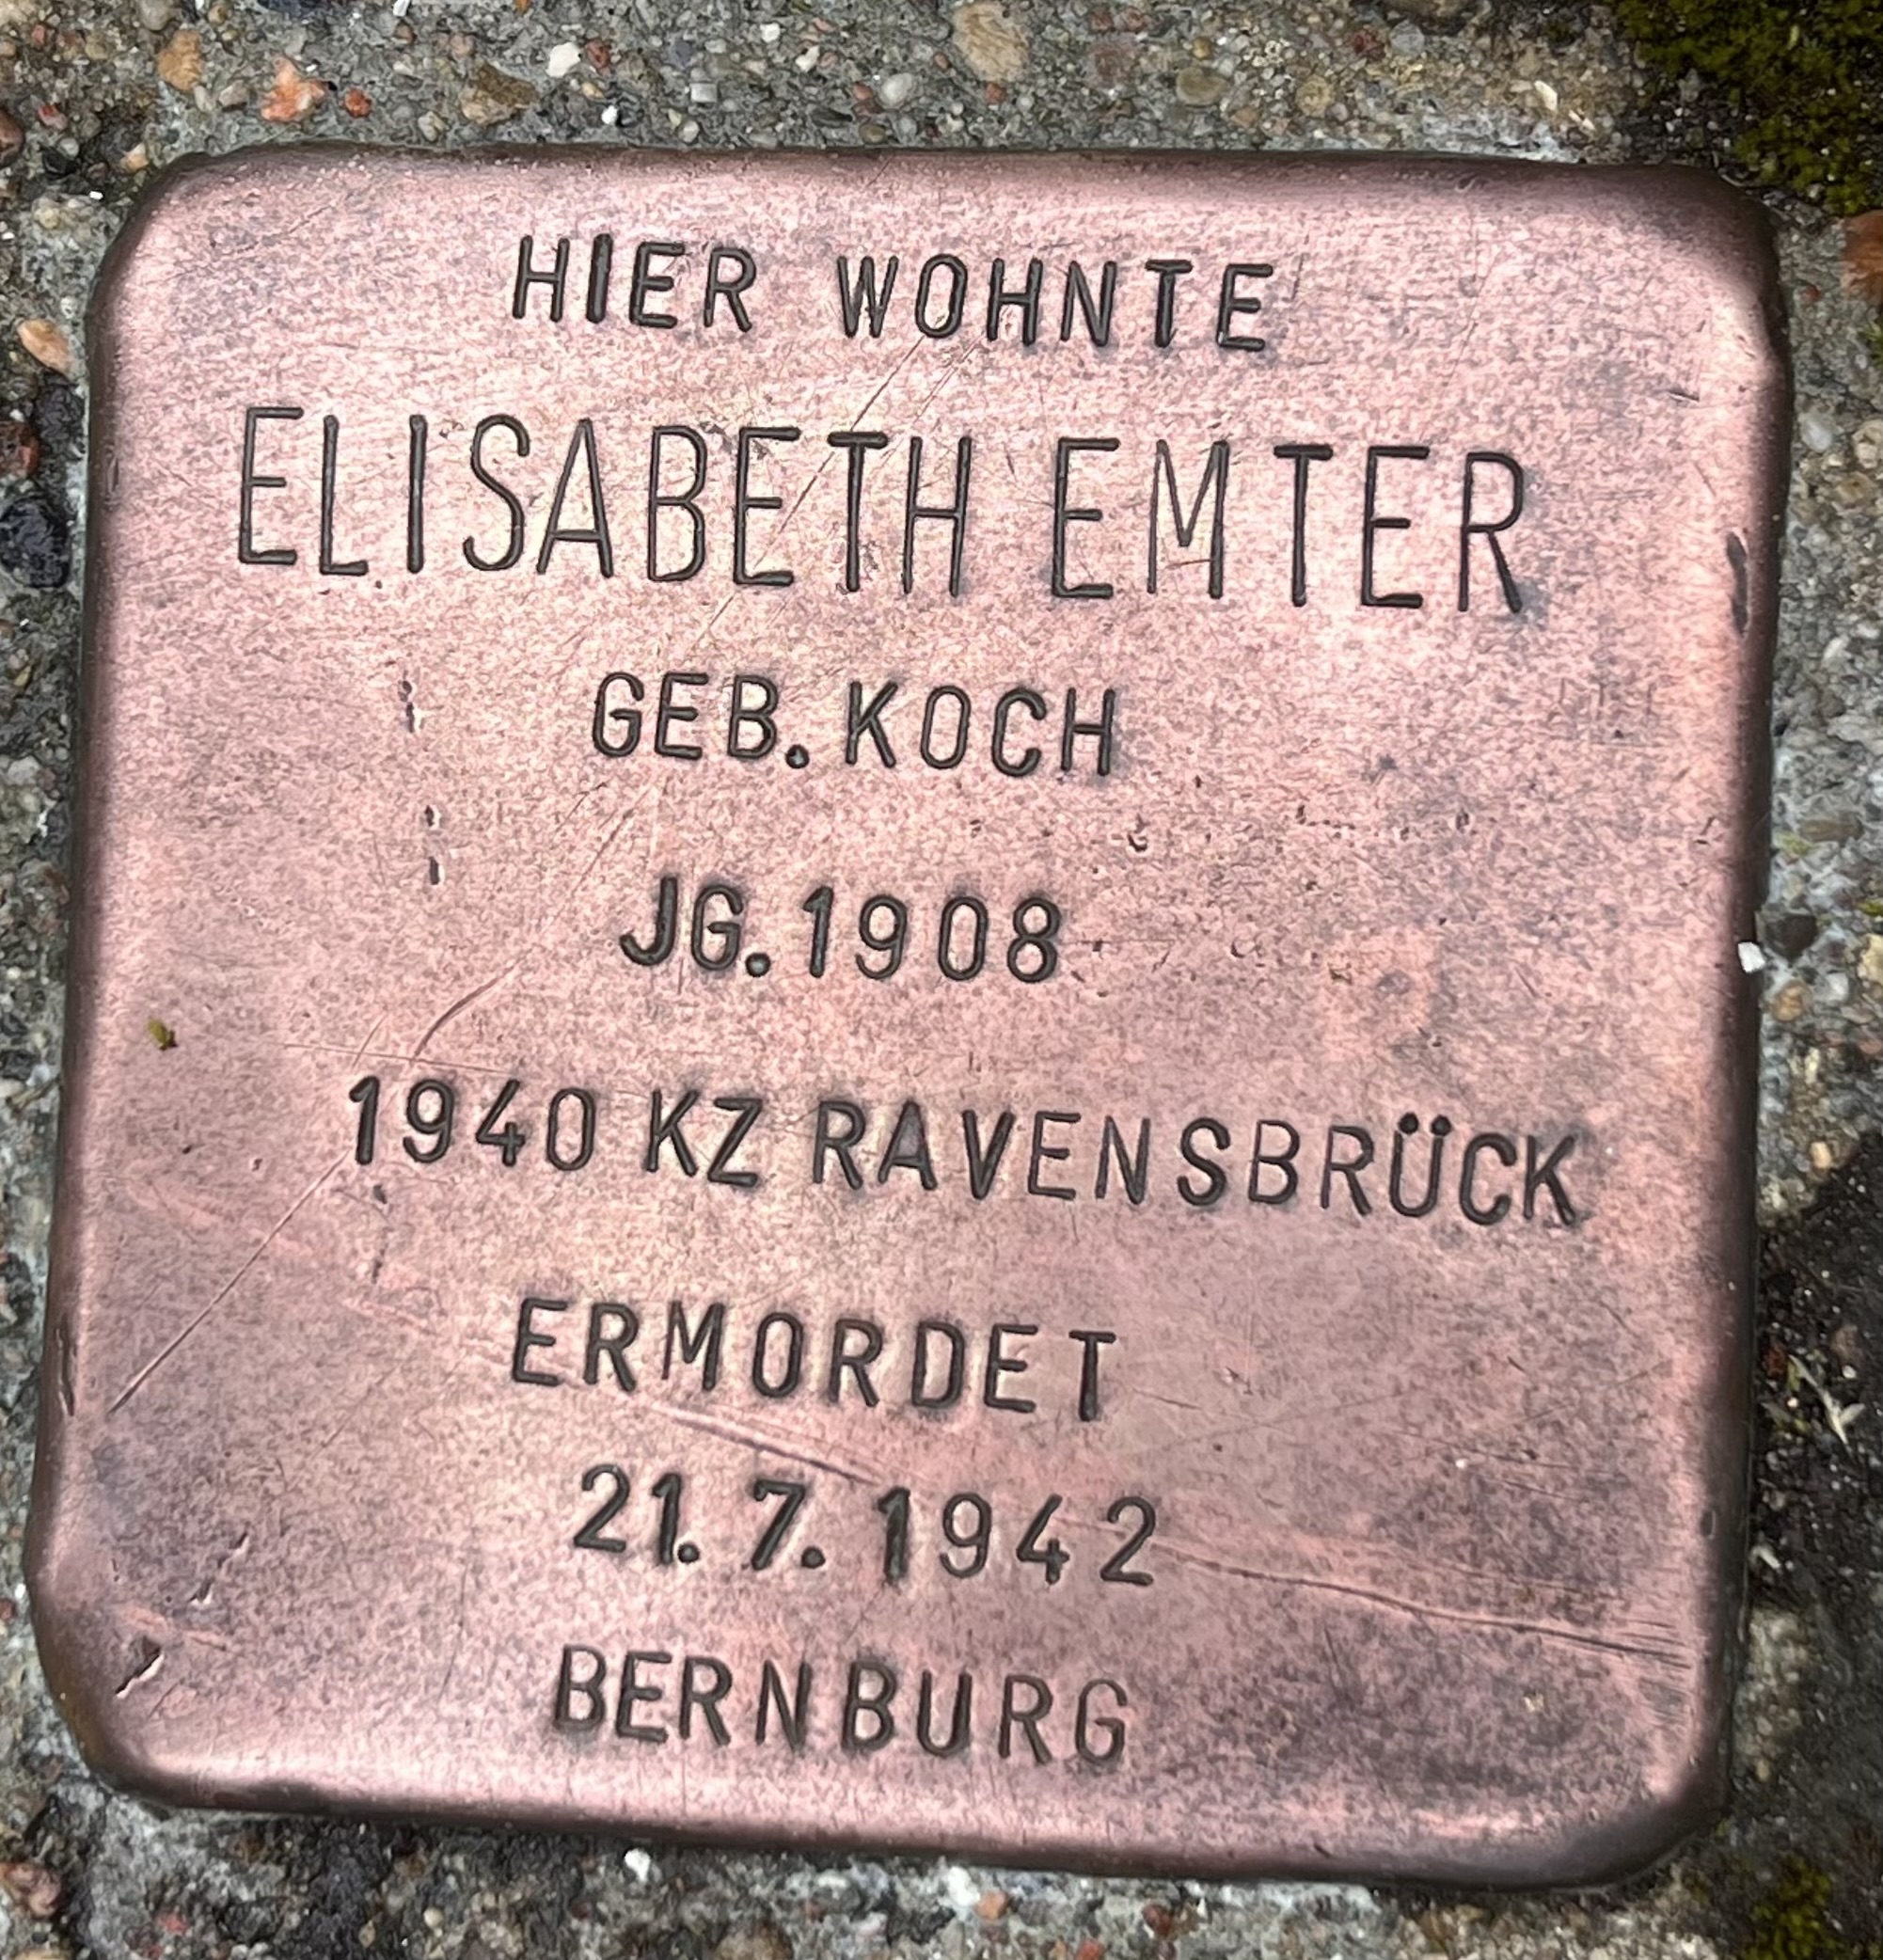 HIER WOHNTE
ELISABETH EMTER
GEB. KOCH
JG. 1908
1940 KZ RAVENSBRÜCK
ERMORDET
21. 7. 1942
BERNBURG